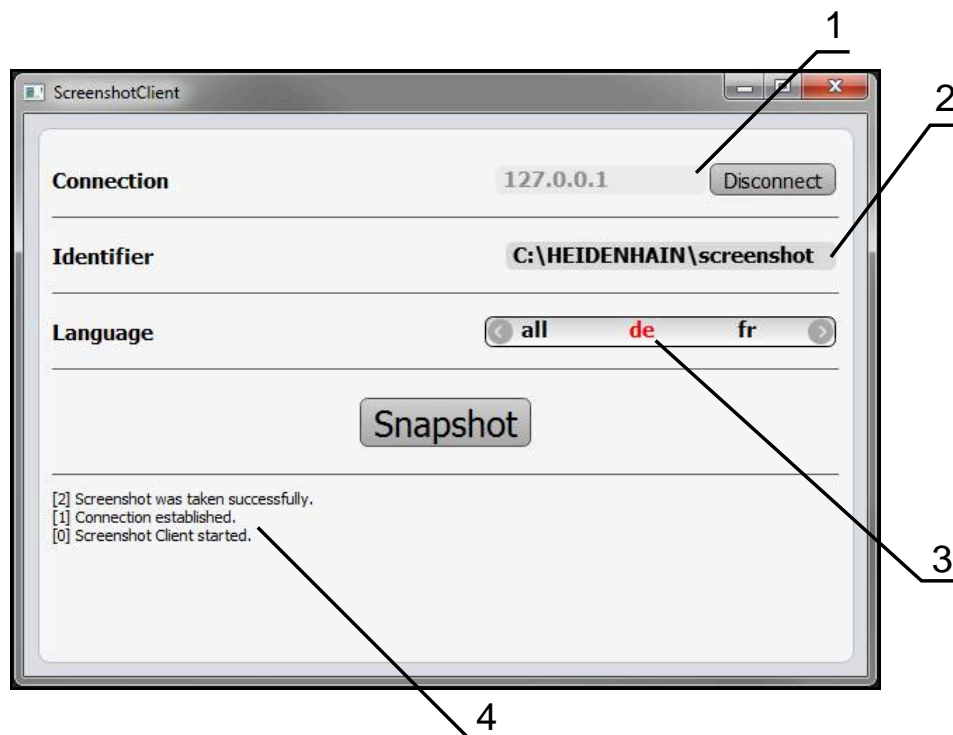 1
ScreenshotClient
2
Connection 127.0.0.1 Disconnect
Identifier C:\HEIDENHAIN\screenshot
Language all de fr
Snapshot
[2] Screenshot was taken successfully.
[1] Connection established.
[0] Screenshot Client started.
3
4